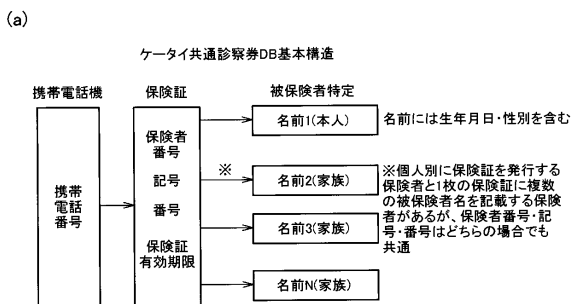 (a)
ケータイ共通診察券DB基本構造
携帯電話機
保険証
被保険者特定
携帯
電話
番号
保険者
番号
記号
番号
保険証
有効期限
※
名前1(本人)
名前には生年月日・性別を含む
名前2(家族)
名前3(家族)
名前N(家族)
※個人別に保険証を発行する
保険者と1枚の保険証に複数
の被保険者名を記載する保険
者があるが、保険者番号・記
号・番号はどちらの場合でも
共通